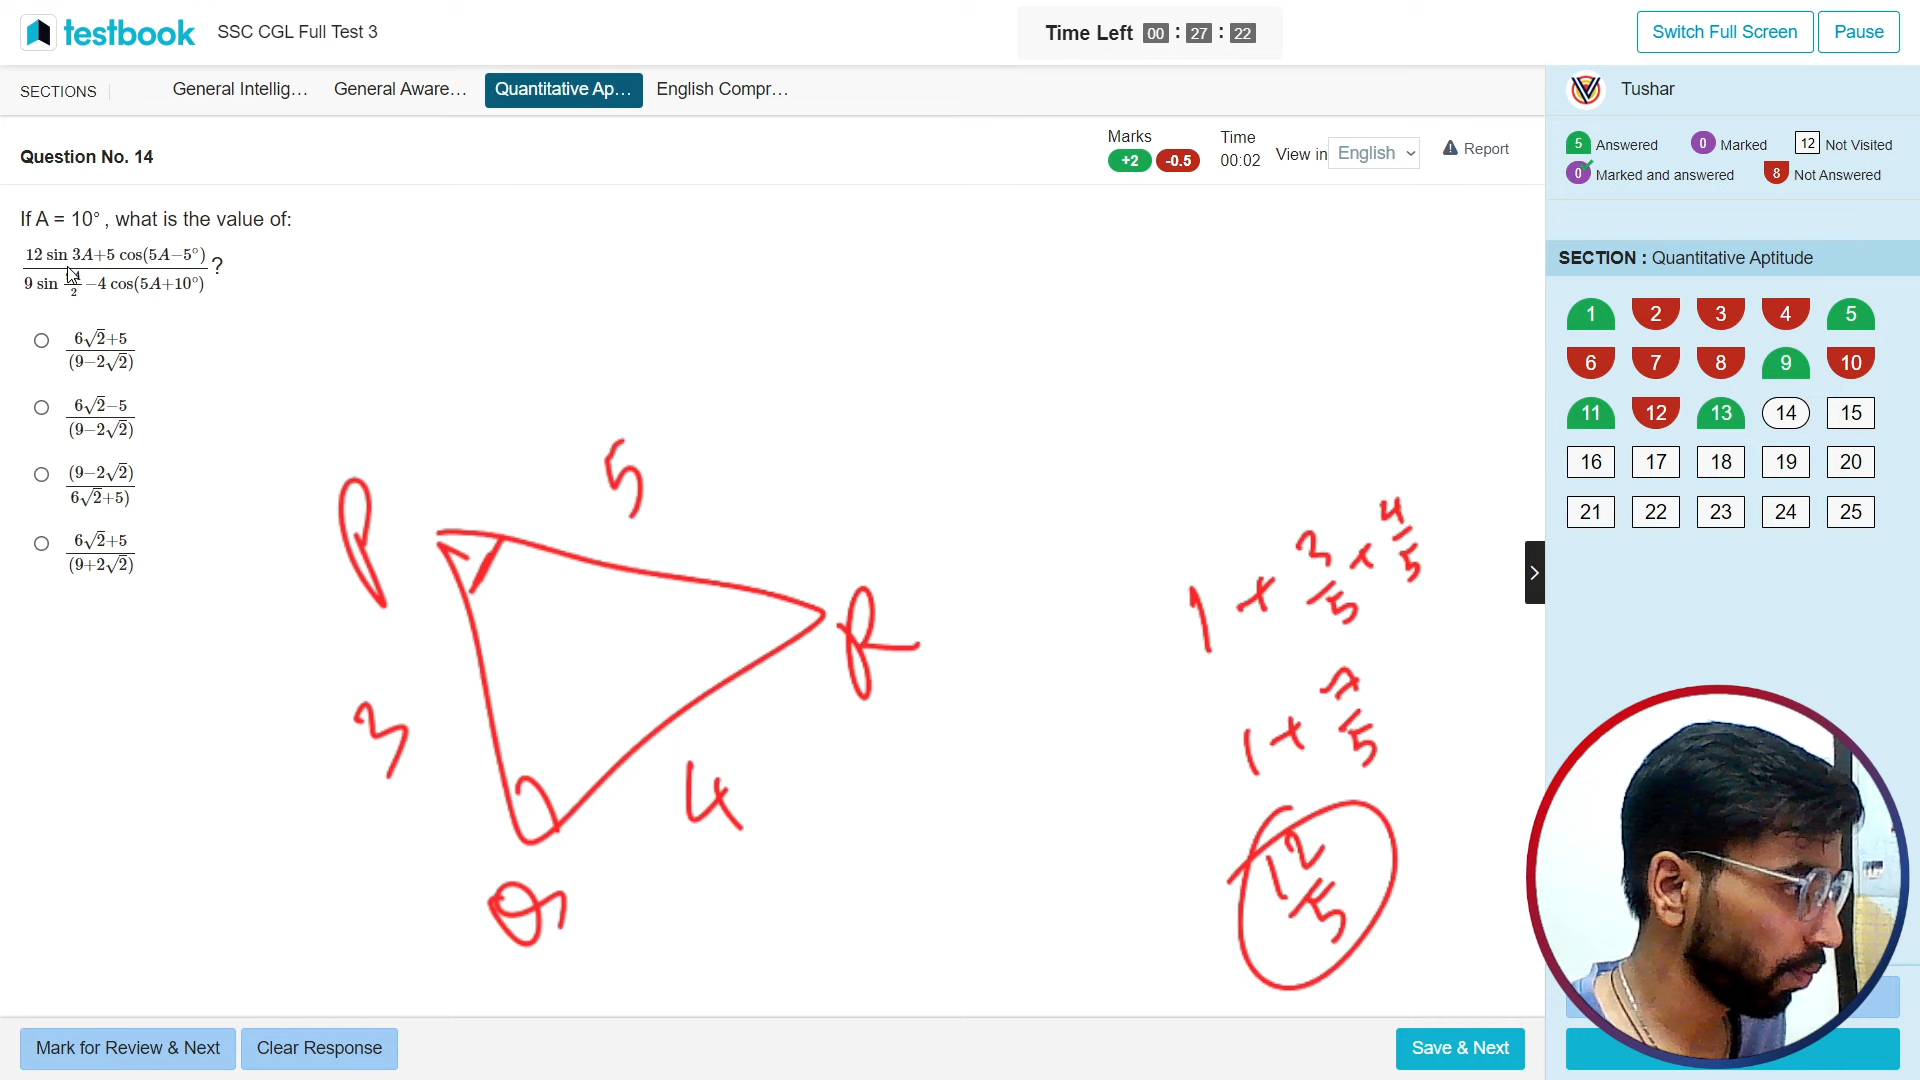 testbook SSC CGL Full Test 3
Time Left 00 : 27 : 22
Switch Full Screen Pause
SECTIONS General Intellig... General Aware... Quantitative Ap... English Compr...
Tushar
Question No. 14
Marks +2 -0.5
Time 00:02
View in English
Report
5 Answered 0 Marked 12 Not Visited
0 Marked and answered 8 Not Answered
If A = 10°, what is the value of:
12 sin 3A+5 cos(5A−5°)
9 sin /2 −4 cos(5A+10°) ?
6√2+5
(9−2√2)
6√2−5
(9−2√2)
(9−2√2)
6√2+5)
6√2+5
(9+2√2)
SECTION : Quantitative Aptitude
1 2 3 4 5
6 7 8 9 10
11 12 13 14 15
16 17 18 19 20
21 22 23 24 25
P 5 R
3 4
Q
1 + 3/5 + 4/5
1 + 7/5
12/5
Mark for Review & Next Clear Response Save & Next